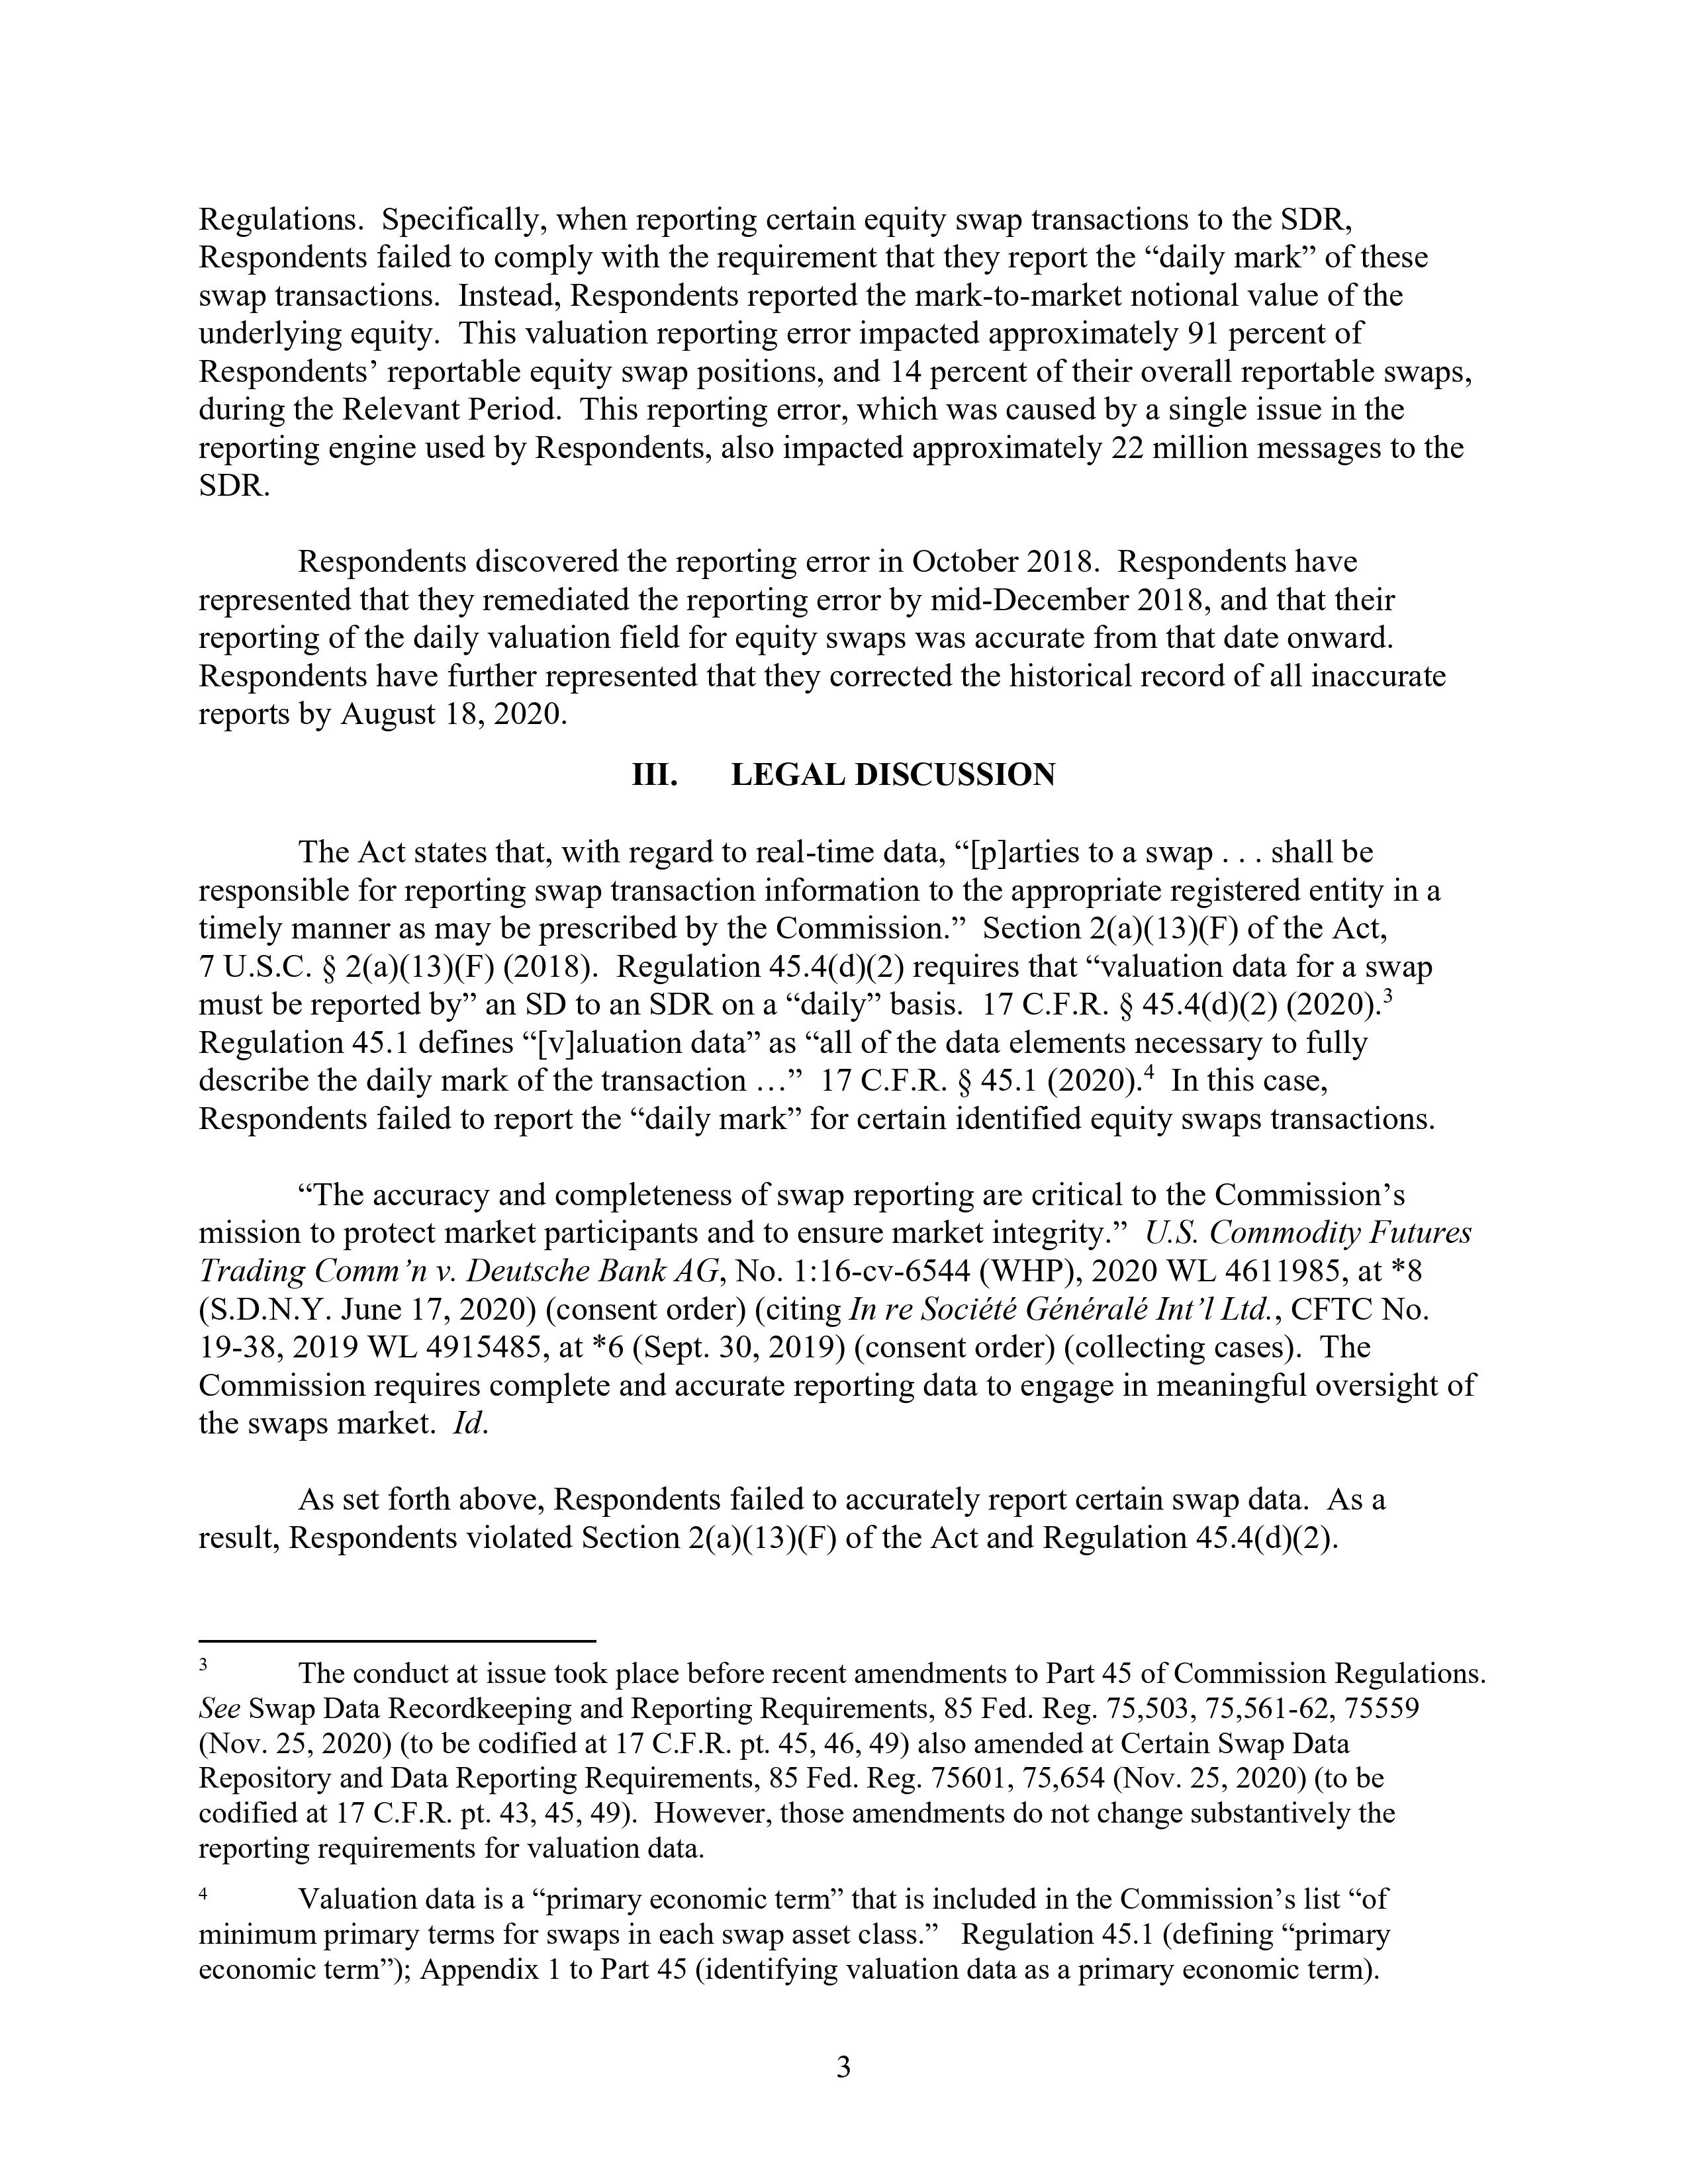 Regulations.  Specifically, when reporting certain equity swap transactions to the SDR,
Respondents failed to comply with the requirement that they report the “daily mark” of these
swap transactions.  Instead, Respondents reported the mark-to-market notional value of the
underlying equity.  This valuation reporting error impacted approximately 91 percent of
Respondents’ reportable equity swap positions, and 14 percent of their overall reportable swaps,
during the Relevant Period.  This reporting error, which was caused by a single issue in the
reporting engine used by Respondents, also impacted approximately 22 million messages to the
SDR.
Respondents discovered the reporting error in October 2018.  Respondents have
represented that they remediated the reporting error by mid-December 2018, and that their
reporting of the daily valuation field for equity swaps was accurate from that date onward.
Respondents have further represented that they corrected the historical record of all inaccurate
reports by August 18, 2020.
III. LEGAL DISCUSSION
The Act states that, with regard to real-time data, “[p]arties to a swap . . . shall be
responsible for reporting swap transaction information to the appropriate registered entity in a
timely manner as may be prescribed by the Commission.”  Section 2(a)(13)(F) of the Act,
7 U.S.C. § 2(a)(13)(F) (2018).  Regulation 45.4(d)(2) requires that “valuation data for a swap
must be reported by” an SD to an SDR on a “daily” basis.  17 C.F.R. § 45.4(d)(2) (2020).3
Regulation 45.1 defines “[v]aluation data” as “all of the data elements necessary to fully
describe the daily mark of the transaction …”  17 C.F.R. § 45.1 (2020).4  In this case,
Respondents failed to report the “daily mark” for certain identified equity swaps transactions.
“The accuracy and completeness of swap reporting are critical to the Commission’s
mission to protect market participants and to ensure market integrity.”  U.S. Commodity Futures
Trading Comm’n v. Deutsche Bank AG, No. 1:16-cv-6544 (WHP), 2020 WL 4611985, at *8
(S.D.N.Y. June 17, 2020) (consent order) (citing In re Société Généralé Int’l Ltd., CFTC No.
19-38, 2019 WL 4915485, at *6 (Sept. 30, 2019) (consent order) (collecting cases).  The
Commission requires complete and accurate reporting data to engage in meaningful oversight of
the swaps market.  Id.
As set forth above, Respondents failed to accurately report certain swap data.  As a
result, Respondents violated Section 2(a)(13)(F) of the Act and Regulation 45.4(d)(2).
3 The conduct at issue took place before recent amendments to Part 45 of Commission Regulations.
See Swap Data Recordkeeping and Reporting Requirements, 85 Fed. Reg. 75,503, 75,561-62, 75559
(Nov. 25, 2020) (to be codified at 17 C.F.R. pt. 45, 46, 49) also amended at Certain Swap Data
Repository and Data Reporting Requirements, 85 Fed. Reg. 75601, 75,654 (Nov. 25, 2020) (to be
codified at 17 C.F.R. pt. 43, 45, 49).  However, those amendments do not change substantively the
reporting requirements for valuation data.
4 Valuation data is a “primary economic term” that is included in the Commission’s list “of
minimum primary terms for swaps in each swap asset class.”   Regulation 45.1 (defining “primary
economic term”); Appendix 1 to Part 45 (identifying valuation data as a primary economic term).
3